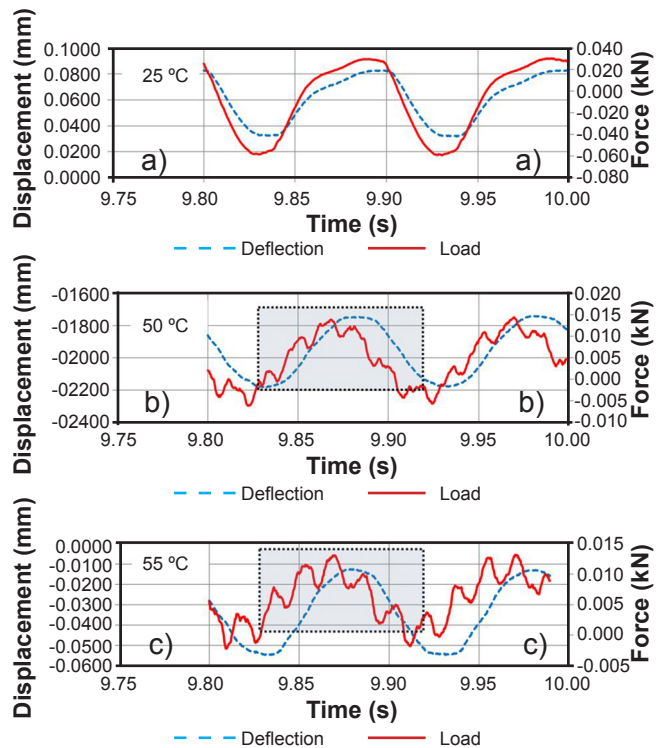 Displacement (mm)
0.1000
0.0800
0.0600
0.0400
0.0200
0.0000
25 ºC
a)
a)
0.040
0.020
0.000
-0.020
-0.040
-0.060
-0.080
Force (kN)
9.75
9.80
9.85
9.90
9.95
10.00
Time (s)
Deflection
Load
Displacement (mm)
-01600
-01800
-02000
-02200
-02400
50 ºC
b)
b)
0.020
0.015
0.010
0.005
0.000
-0.005
-0.010
Force (kN)
9.75
9.80
9.85
9.90
9.95
10.00
Time (s)
Deflection
Load
Displacement (mm)
0.0000
-0.0100
-0.0200
-0.0300
-0.0400
-0.0500
-0.0600
55 ºC
c)
c)
0.015
0.010
0.005
0.000
-0.005
Force (kN)
9.75
9.80
9.85
9.90
9.95
10.00
Time (s)
Deflection
Load